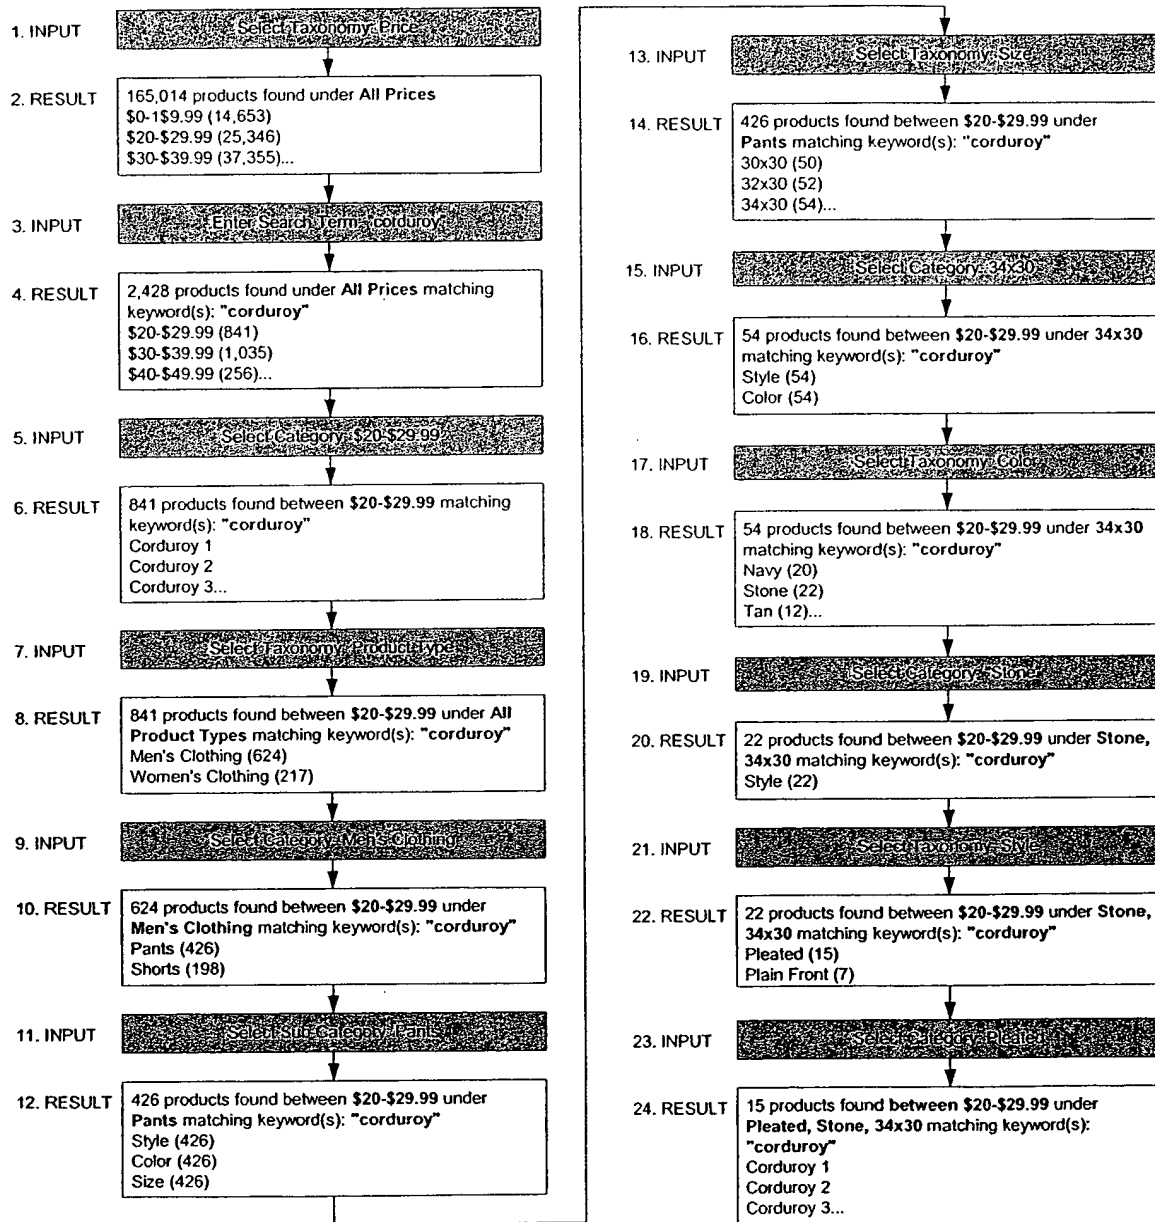 1. INPUT
Select Taxonomy: Price
2. RESULT
165,014 products found under All Prices
$0-1$9.99 (14,653)
$20-$29.99 (25,346)
$30-$39.99 (37,355)...
3. INPUT
Enter Search Term "corduroy"
4. RESULT
2,428 products found under All Prices matching
keyword(s): "corduroy"
$20-$29.99 (841)
$30-$39.99 (1,035)
$40-$49.99 (256)...
5. INPUT
Select Category: $20-$29.99
6. RESULT
841 products found between $20-$29.99 matching
keyword(s): "corduroy"
Corduroy 1
Corduroy 2
Corduroy 3...
7. INPUT
Select Taxonomy: Product Type
8. RESULT
841 products found between $20-$29.99 under All
Product Types matching keyword(s): "corduroy"
Men's Clothing (624)
Women's Clothing (217)
9. INPUT
Select Category: Men's Clothing
10. RESULT
624 products found between $20-$29.99 under
Men's Clothing matching keyword(s): "corduroy"
Pants (426)
Shorts (198)
11. INPUT
Select Sub Category: Pants
12. RESULT
426 products found between $20-$29.99 under
Pants matching keyword(s): "corduroy"
Style (426)
Color (426)
Size (426)
13. INPUT
Select Taxonomy: Size
14. RESULT
426 products found between $20-$29.99 under
Pants matching keyword(s): "corduroy"
30x30 (50)
32x30 (52)
34x30 (54)...
15. INPUT
Select Category: 34x30
16. RESULT
54 products found between $20-$29.99 under 34x30
matching keyword(s): "corduroy"
Style (54)
Color (54)
17. INPUT
Select Taxonomy: Color
18. RESULT
54 products found between $20-$29.99 under 34x30
matching keyword(s): "corduroy"
Navy (20)
Stone (22)
Tan (12)...
19. INPUT
Select Category: Stone
20. RESULT
22 products found between $20-$29.99 under Stone,
34x30 matching keyword(s): "corduroy"
Style (22)
21. INPUT
Select Taxonomy: Style
22. RESULT
22 products found between $20-$29.99 under Stone,
34x30 matching keyword(s): "corduroy"
Pleated (15)
Plain Front (7)
23. INPUT
Select Category: Pleated
24. RESULT
15 products found between $20-$29.99 under
Pleated, Stone, 34x30 matching keyword(s):
"corduroy"
Corduroy 1
Corduroy 2
Corduroy 3...